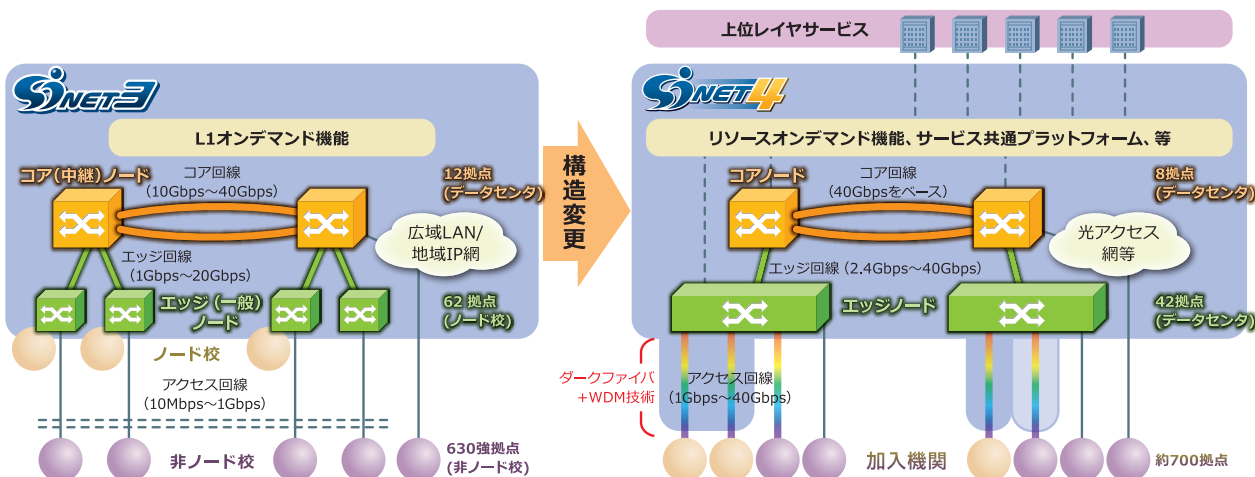 SINET3
L1オンデマンド機能
コア(中継)ノード
コア回線
(10Gbps～40Gbps)
12拠点
(データセンタ)
広域LAN/
地域IP網
エッジ回線
(1Gbps～20Gbps)
エッジ(一般)
ノード
62拠点
(ノード校)
ノード校
アクセス回線
(10Mbps～1Gbps)
非ノード校
630強拠点
(非ノード校)
構造変更
上位レイヤサービス
SINET4
リソースオンデマンド機能、サービス共通プラットフォーム、等
コアノード
コア回線
(40Gbpsをベース)
8拠点
(データセンタ)
光アクセス
網等
エッジ回線(2.4Gbps～40Gbps)
エッジノード
42拠点
(データセンタ)
ダークファイバ
+WDM技術
アクセス回線
(1Gbps～40Gbps)
加入機関
約700拠点